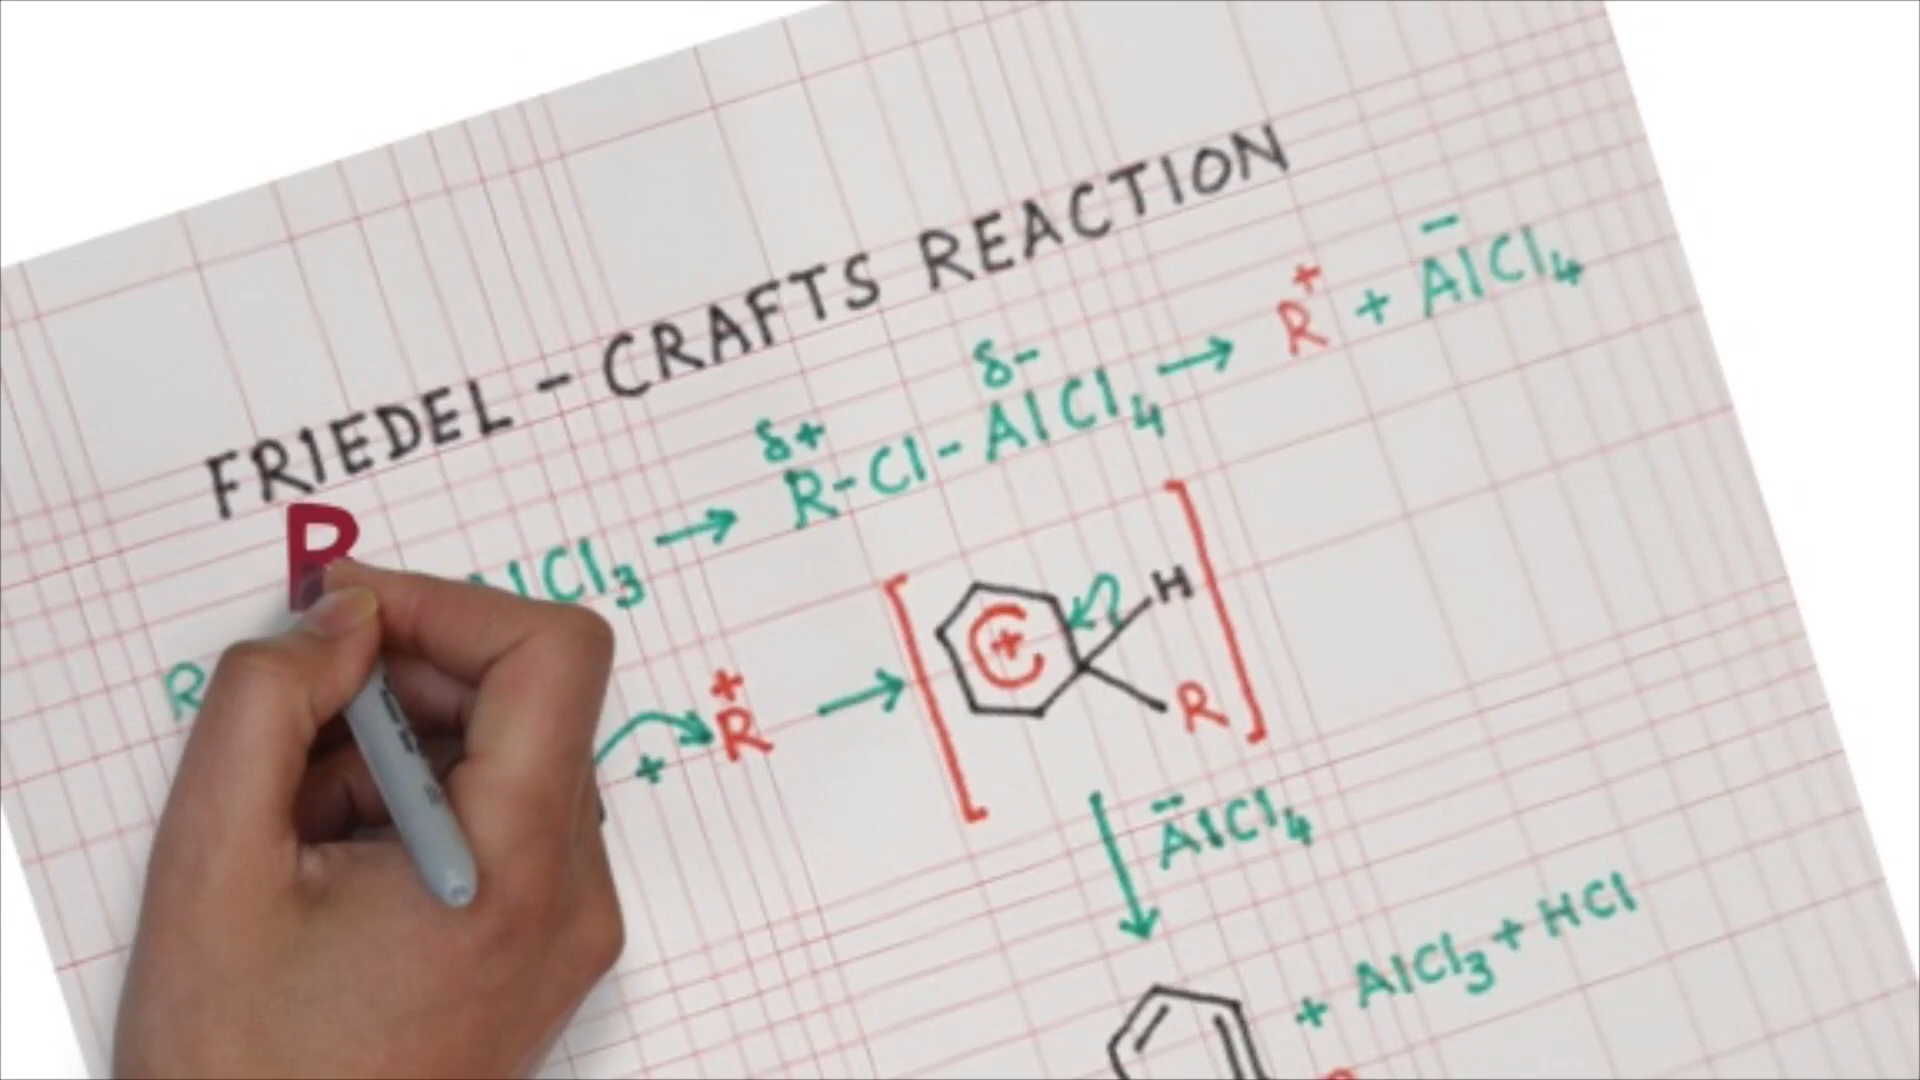 FRIEDEL - CRAFTS REACTION
R
R AlCl3 → R-Cl-AlCl4 → R+ + AlCl4
δ+ δ- −
+ R+ → [ + H R ]
−AlCl4
+ AlCl3 + HCl